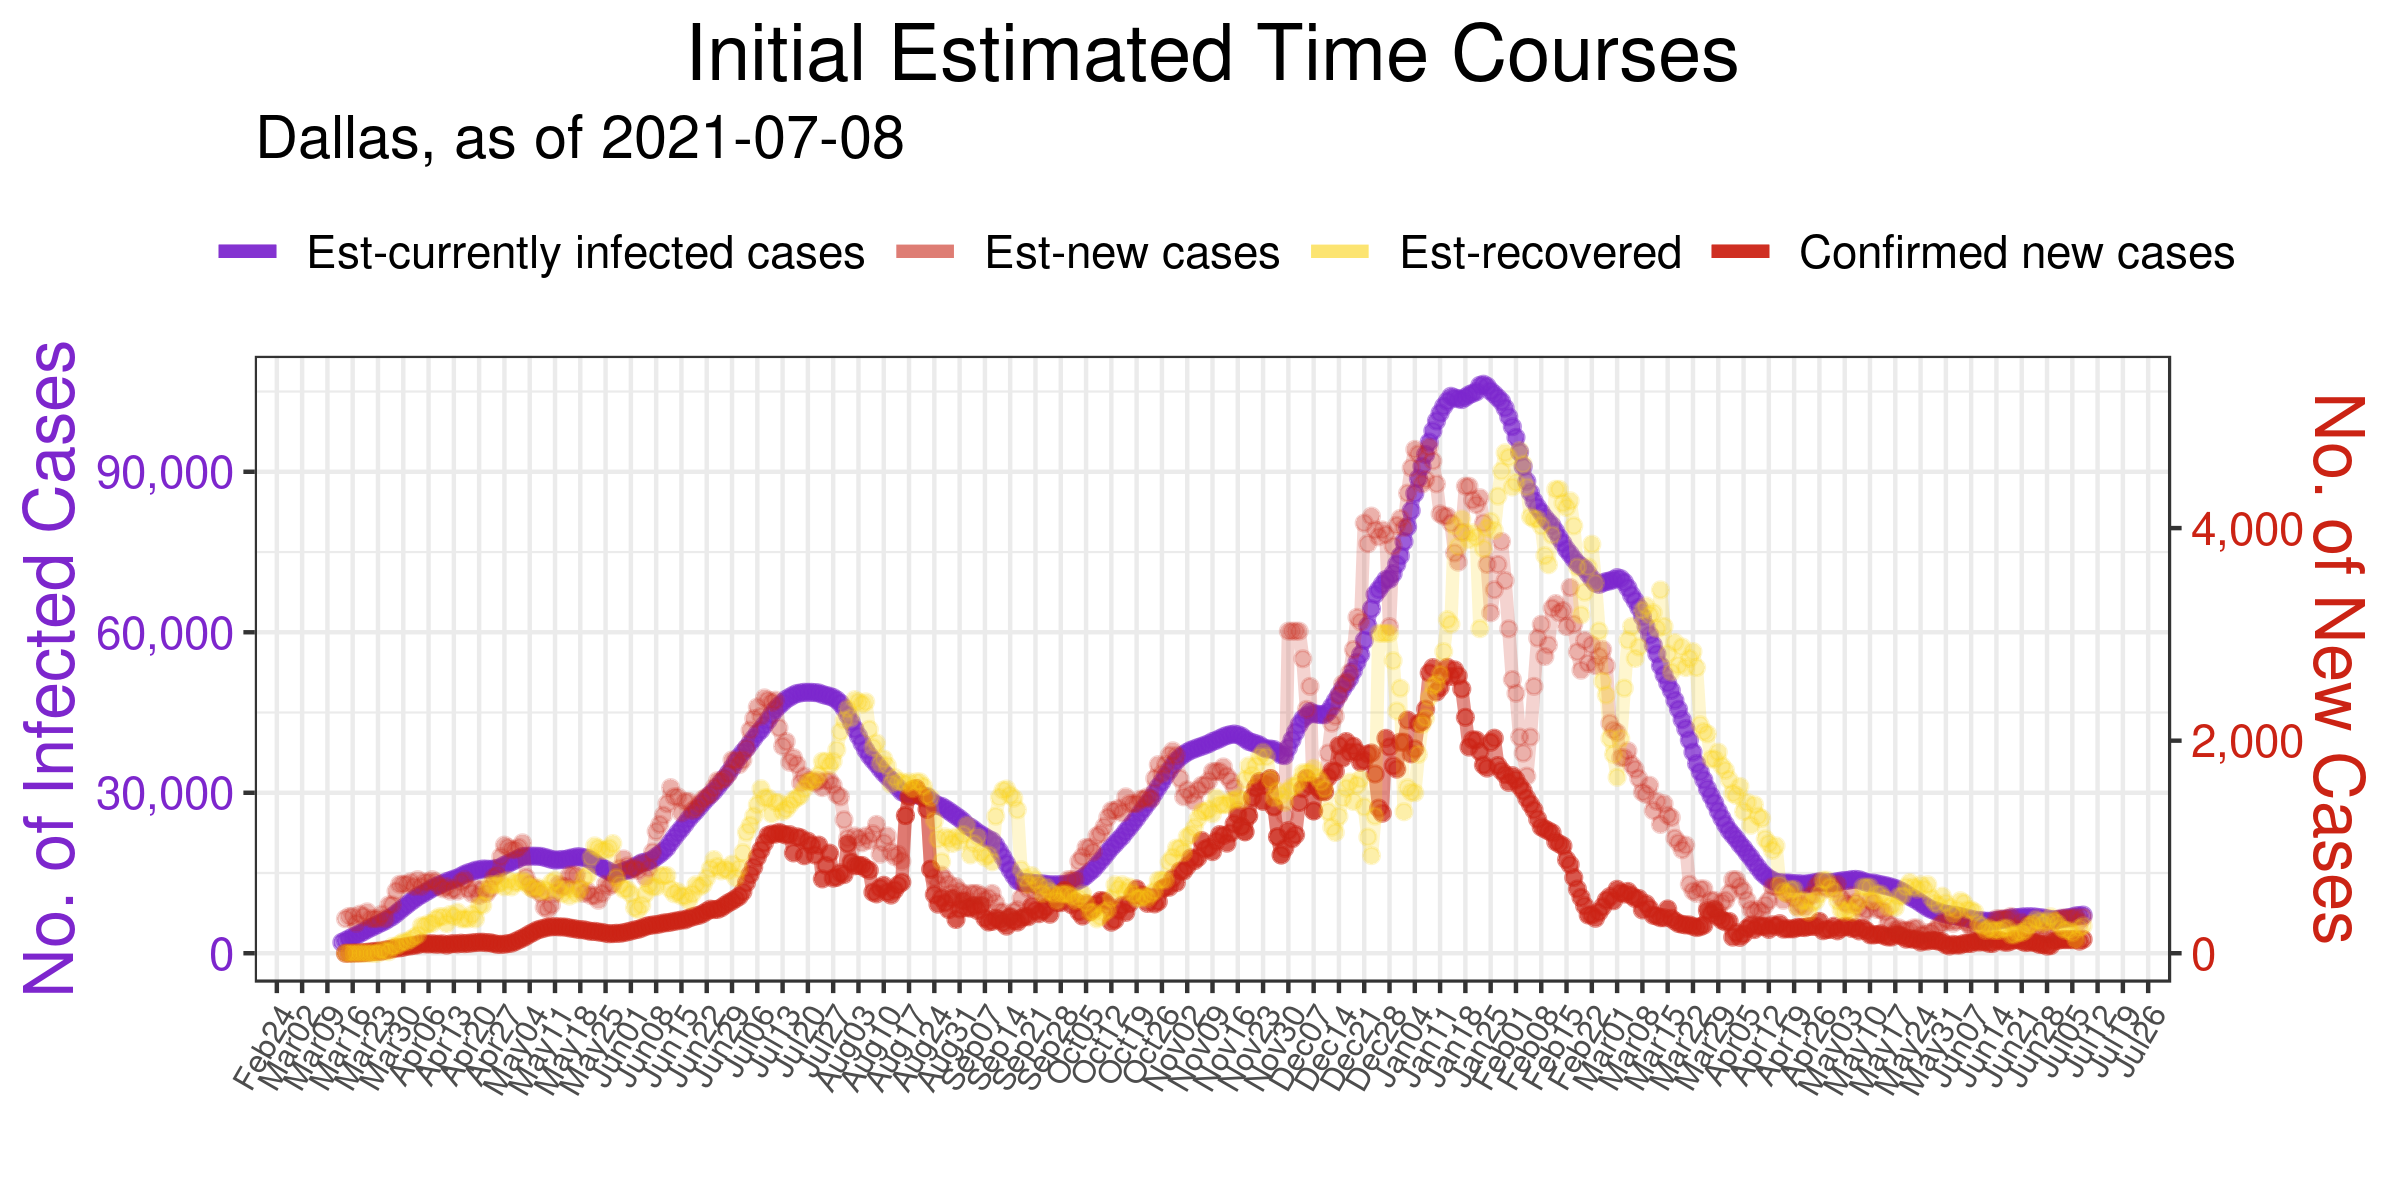 Initial Estimated Time Courses
Dallas, as of 2021-07-08
Est-currently infected cases
Est-new cases
Est-recovered
Confirmed new cases
No. of Infected Cases
90,000
60,000
30,000
0
4,000
2,000
0
No. of New Cases
Feb24
Mar02
Mar09
Mar16
Mar23
Mar30
Apr06
Apr13
Apr20
Apr27
May04
May11
May18
May25
Jun01
Jun08
Jun15
Jun22
Jun29
Jul06
Jul13
Jul20
Jul27
Aug03
Aug10
Aug17
Aug24
Aug31
Sep07
Sep14
Sep21
Sep28
Oct05
Oct12
Oct19
Oct26
Nov02
Nov09
Nov16
Nov23
Nov30
Dec07
Dec14
Dec21
Dec28
Jan04
Jan11
Jan18
Jan25
Feb01
Feb08
Feb15
Feb22
Mar01
Mar08
Mar15
Mar22
Mar29
Apr05
Apr12
Apr19
Apr26
May03
May10
May17
May24
May31
Jun07
Jun14
Jun21
Jun28
Jul05
Jul12
Jul19
Jul26